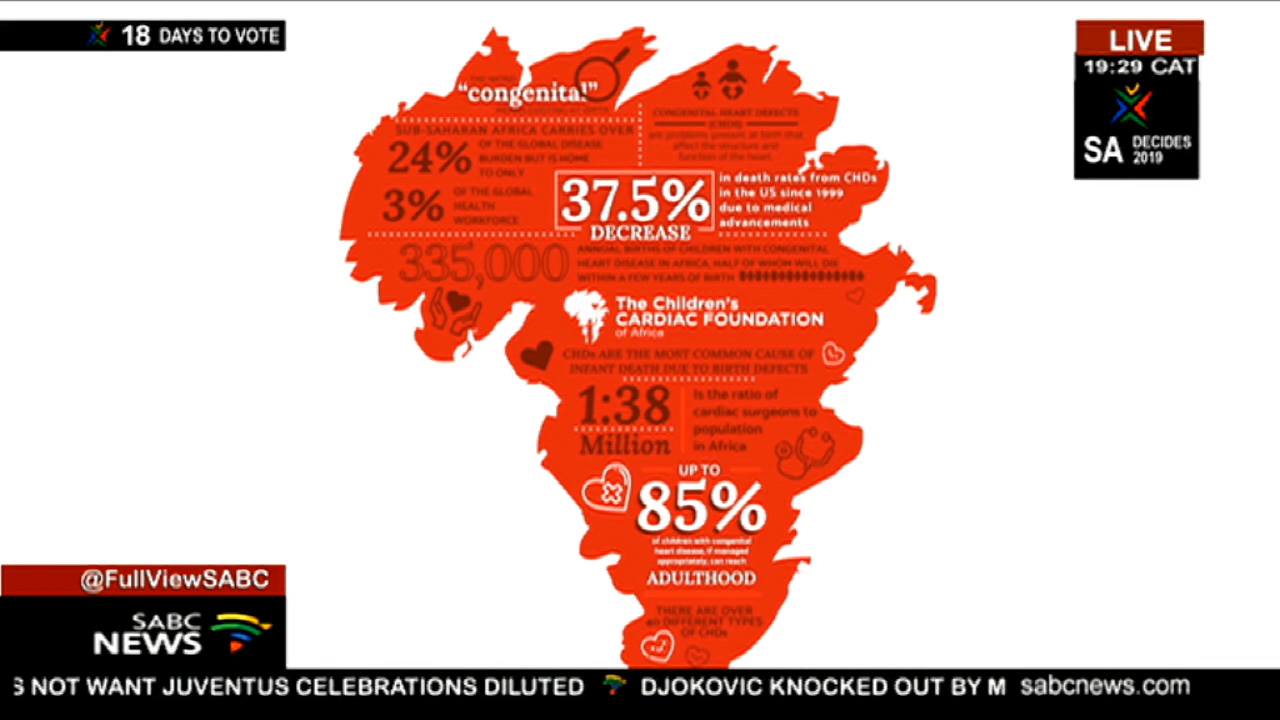 18 DAYS TO VOTE
LIVE
19:29 CAT
SA DECIDES 2019
"congenital"
SUB-SAHARAN AFRICA CARRIES OVER
24% OF THE GLOBAL DISEASE
BURDEN BUT IS HOME
TO ONLY
3% OF THE GLOBAL
HEALTH
WORKFORCE
CONGENITAL HEART DEFECTS
(CHDS)
are problems present at birth that
affect the structure and
function of the heart.
37.5%
DECREASE
in death rates from CHDs
in the US since 1999
due to medical
advancements
335,000
ANNUAL BIRTHS OF CHILDREN WITH CONGENITAL
HEART DISEASE IN AFRICA, HALF OF WHOM WILL DIE
WITHIN A FEW YEARS OF BIRTH
The Children's
CARDIAC FOUNDATION
of Africa
CHDs ARE THE MOST COMMON CAUSE OF
INFANT DEATH DUE TO BIRTH DEFECTS
1:38
Million
Is the ratio of
cardiac surgeons to
population
in Africa
UP TO
85%
of children with congenital
heart disease, if managed
appropriately, can reach
ADULTHOOD
THERE ARE OVER
40 DIFFERENT TYPES
OF CHDs
@FullViewSABC
SABC
NEWS
S NOT WANT JUVENTUS CELEBRATIONS DILUTED DJOKOVIC KNOCKED OUT BY M sabcnews.com